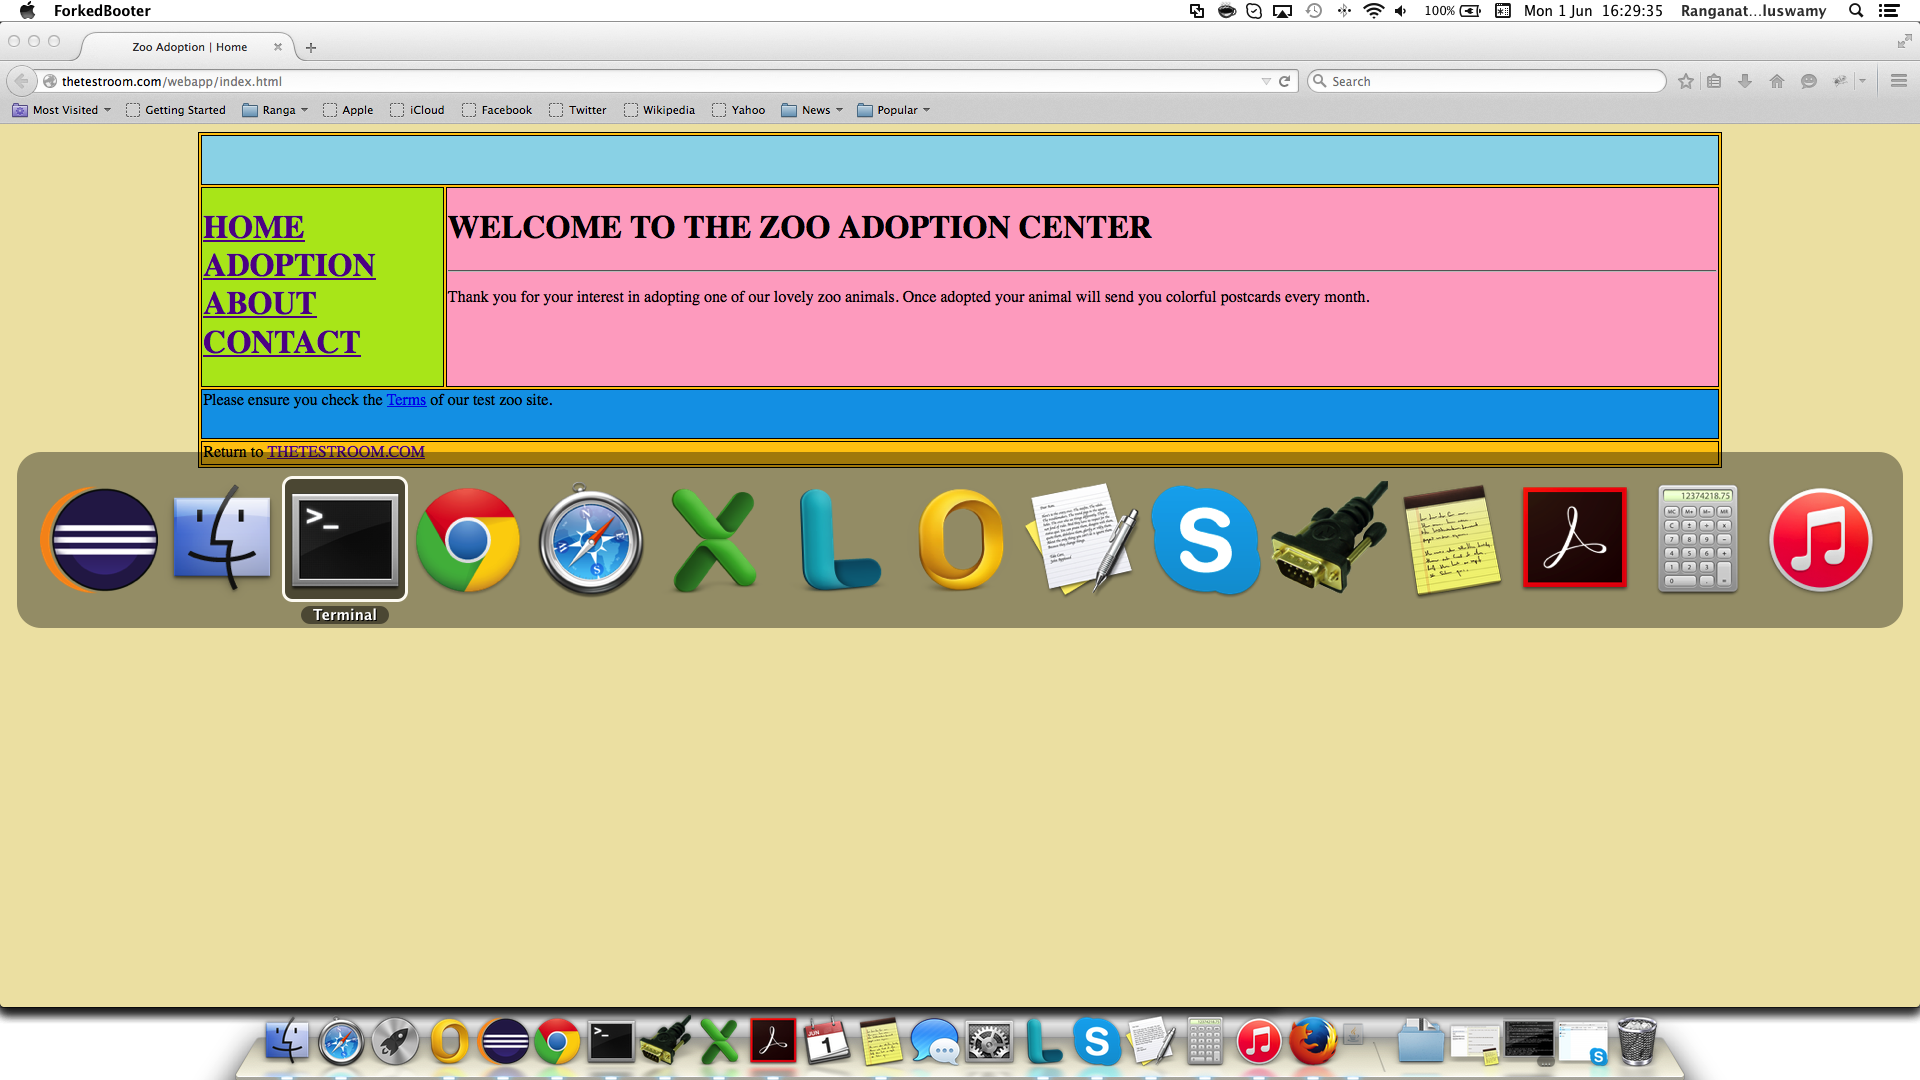 ForkedBooter
100% Mon 1 Jun 16:29:35 Ranganat...luswamy
Zoo Adoption | Home
thetestroom.com/webapp/index.html
Search
Most Visited Getting Started Ranga Apple iCloud Facebook Twitter Wikipedia Yahoo News Popular
HOME
ADOPTION
ABOUT
CONTACT
WELCOME TO THE ZOO ADOPTION CENTER
Thank you for your interest in adopting one of our lovely zoo animals. Once adopted your animal will send you colorful postcards every month.
Please ensure you check the Terms of our test zoo site.
Return to THETESTROOM.COM
12374218.75
Terminal
JUN
1